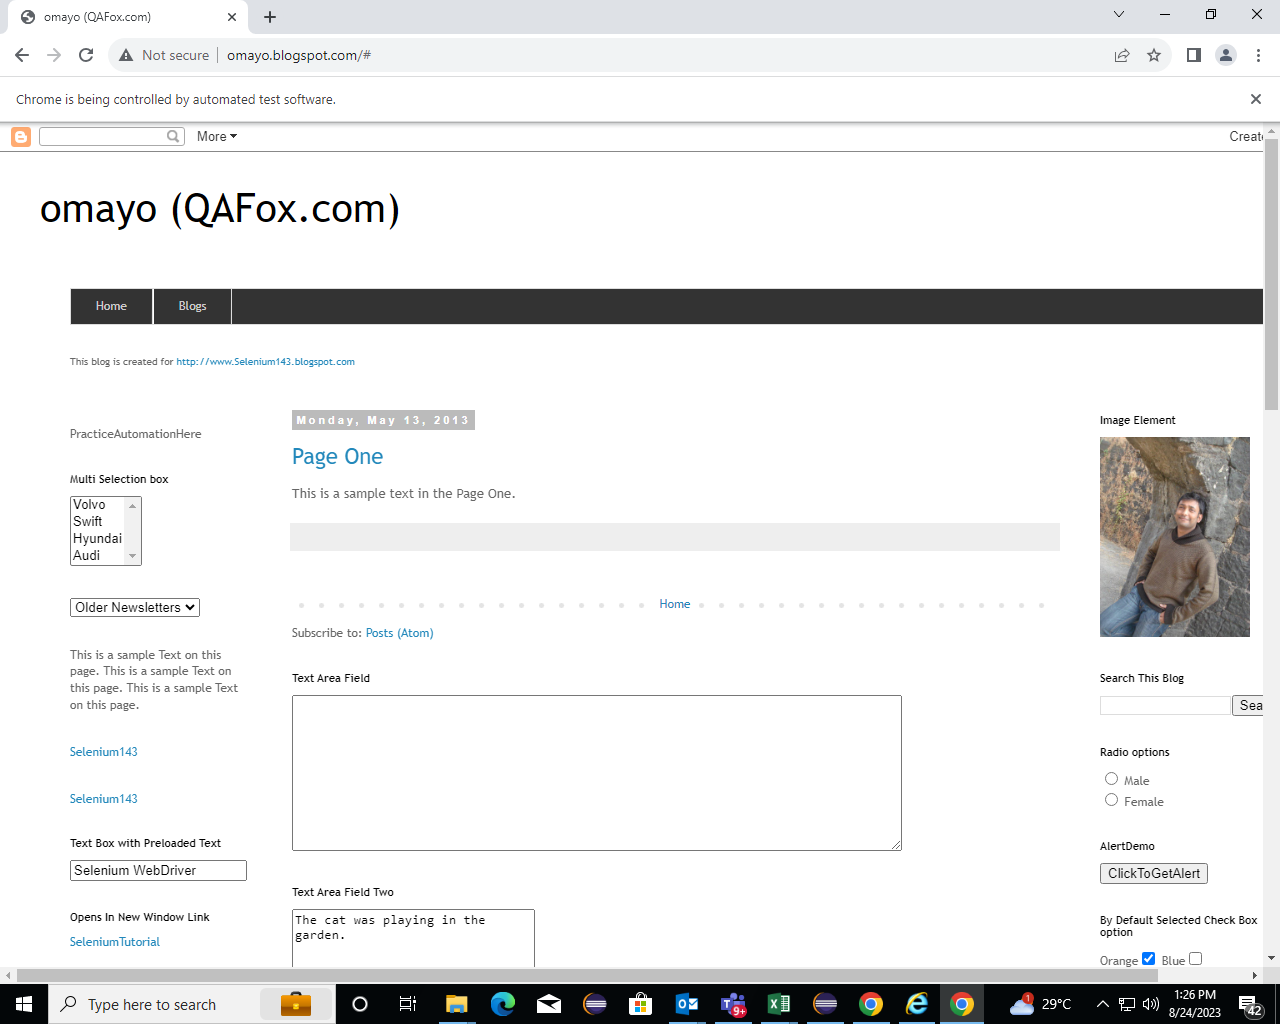 omayo (QAFox.com)
Not secure
omayo.blogspot.com/#
Chrome is being controlled by automated test software.
More
Create
omayo (QAFox.com)
Home
Blogs
This blog is created for http://www.Selenium143.blogspot.com
PracticeAutomationHere
Multi Selection box
Volvo
Swift
Hyundai
Audi
Older Newsletters
This is a sample Text on this
page. This is a sample Text on
this page. This is a sample Text
on this page.
Selenium143
Selenium143
Text Box with Preloaded Text
Selenium WebDriver
Opens In New Window Link
SeleniumTutorial
Monday, May 13, 2013
Page One
This is a sample text in the Page One.
Home
Subscribe to: Posts (Atom)
Text Area Field
Text Area Field Two
The cat was playing in the
garden.
Image Element
Search This Blog
Sea
Radio options
Male
Female
AlertDemo
ClickToGetAlert
By Default Selected Check Box
option
Orange Blue
Type here to search
9+
1
29°C
1:26 PM
8/24/2023
42